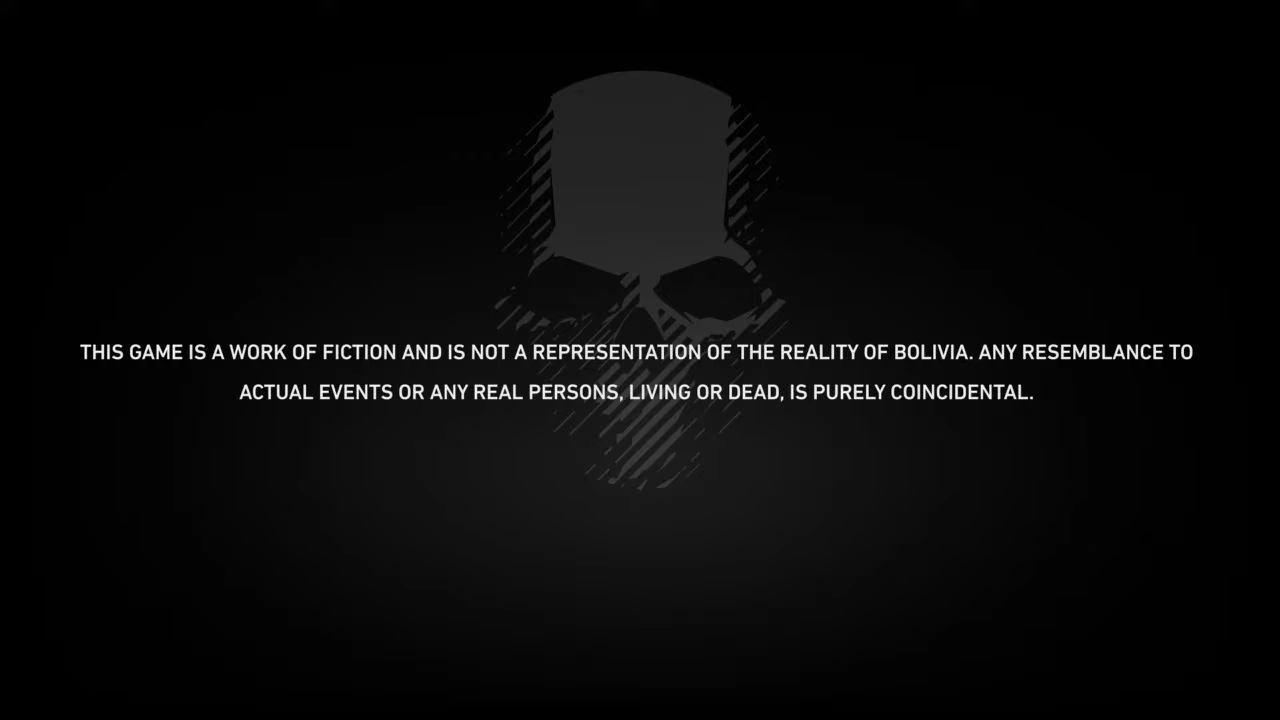 THIS GAME IS A WORK OF FICTION AND IS NOT A REPRESENTATION OF THE REALITY OF BOLIVIA. ANY RESEMBLANCE TO
ACTUAL EVENTS OR ANY REAL PERSONS, LIVING OR DEAD, IS PURELY COINCIDENTAL.